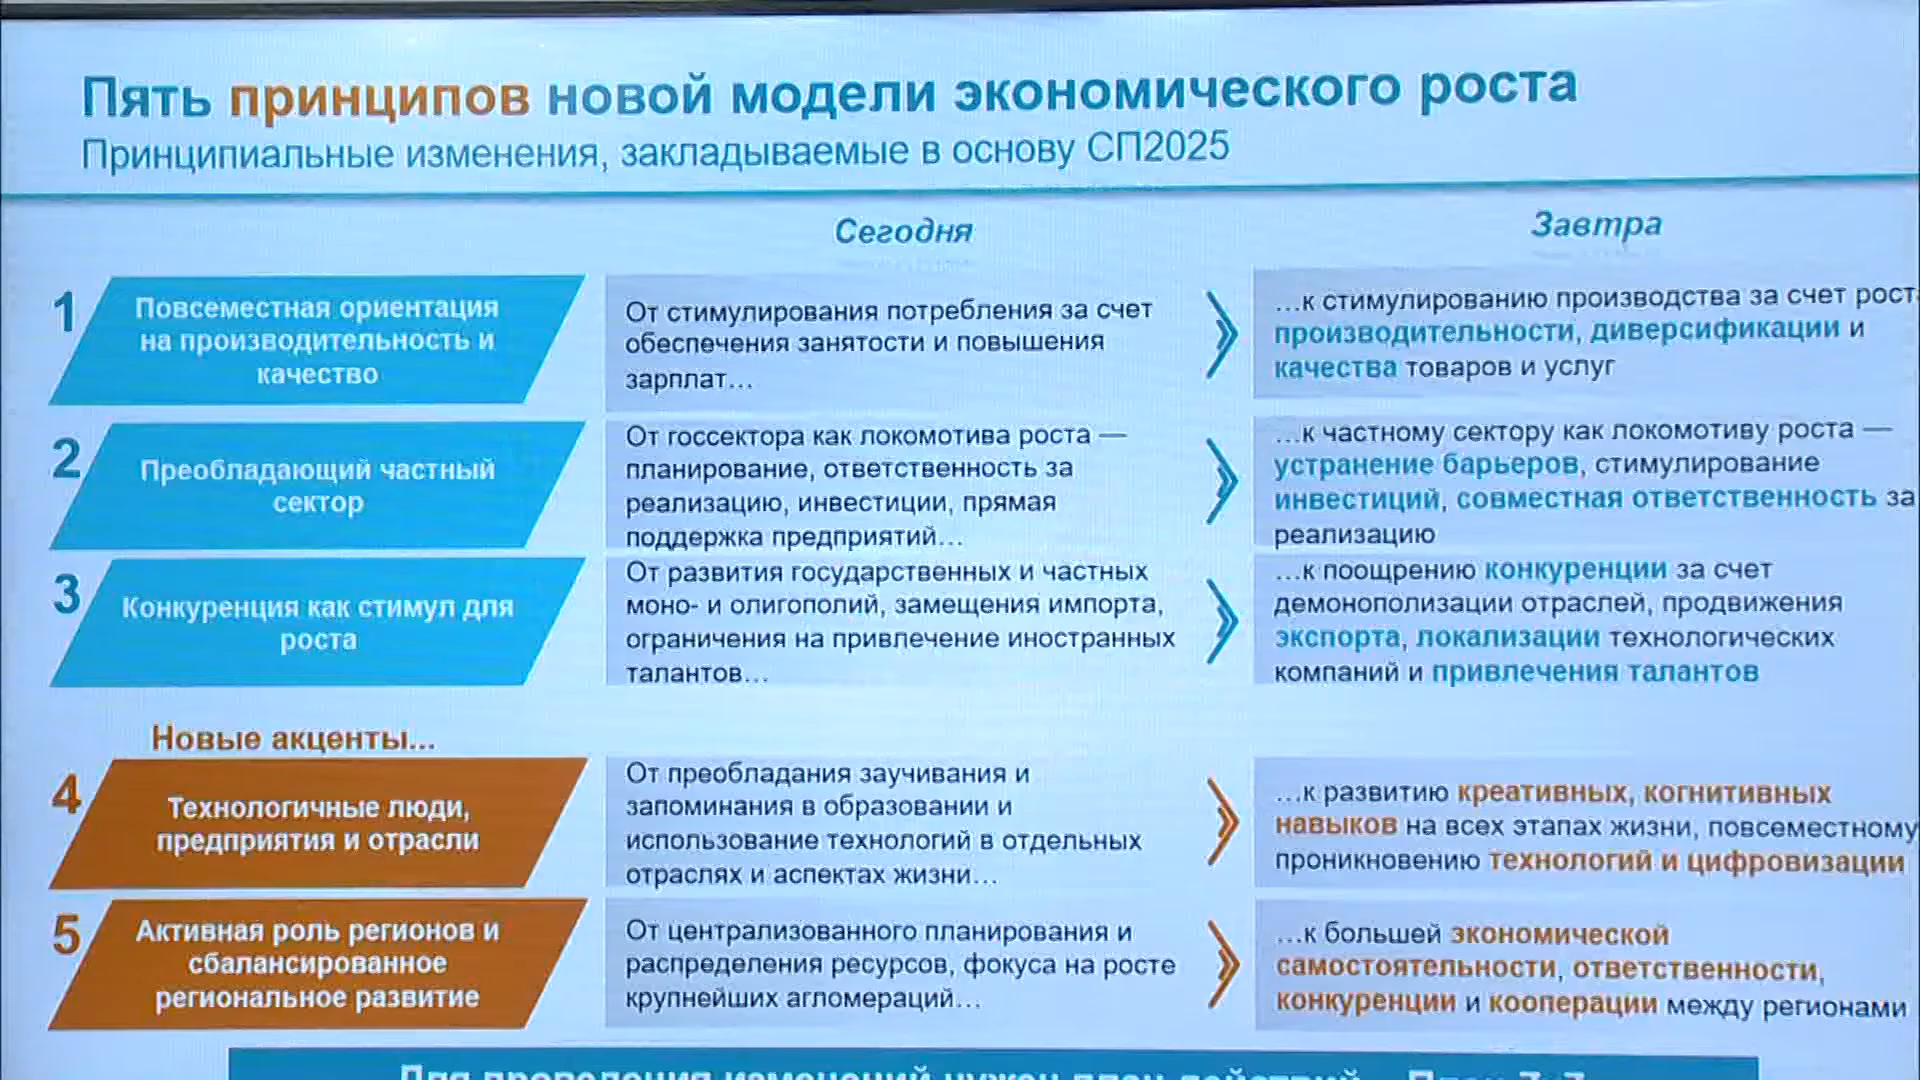 Пять принципов новой модели экономического роста
Принципиальные изменения, закладываемые в основу СП2025
Сегодня
Завтра
1
Повсеместная ориентация
на производительность и
качество
От стимулирования потребления за счет
обеспечения занятости и повышения
зарплат…
…к стимулированию производства за счет
производительности, диверсификации и
качества товаров и услуг
2
Преобладающий частный
сектор
От госсектора как локомотива роста —
планирование, ответственность за
реализацию, инвестиции, прямая
поддержка предприятий…
…к частному сектору как локомотиву роста —
устранение барьеров, стимулирование
инвестиций, совместная ответственность за
реализацию
3
Конкуренция как стимул для
роста
От развития государственных и частных
моно- и олигополий, замещения импорта,
ограничения на привлечение иностранных
талантов…
…к поощрению конкуренции за счет
демонополизации отраслей, продвижения
экспорта, локализации технологических
компаний и привлечения талантов
Новые акценты...
4
Технологичные люди,
предприятия и отрасли
От преобладания заучивания и
запоминания в образовании и
использование технологий в отдельных
отраслях и аспектах жизни…
…к развитию креативных, когнитивных
навыков на всех этапах жизни, повсеместному
проникновению технологий и цифровизации
5
Активная роль регионов и
сбалансированное
региональное развитие
От централизованного планирования и
распределения ресурсов, фокуса на росте
крупнейших агломераций…
…к большей экономической
самостоятельности, ответственности,
конкуренции и кооперации между регионами
Для проведения изменений нужен план действий